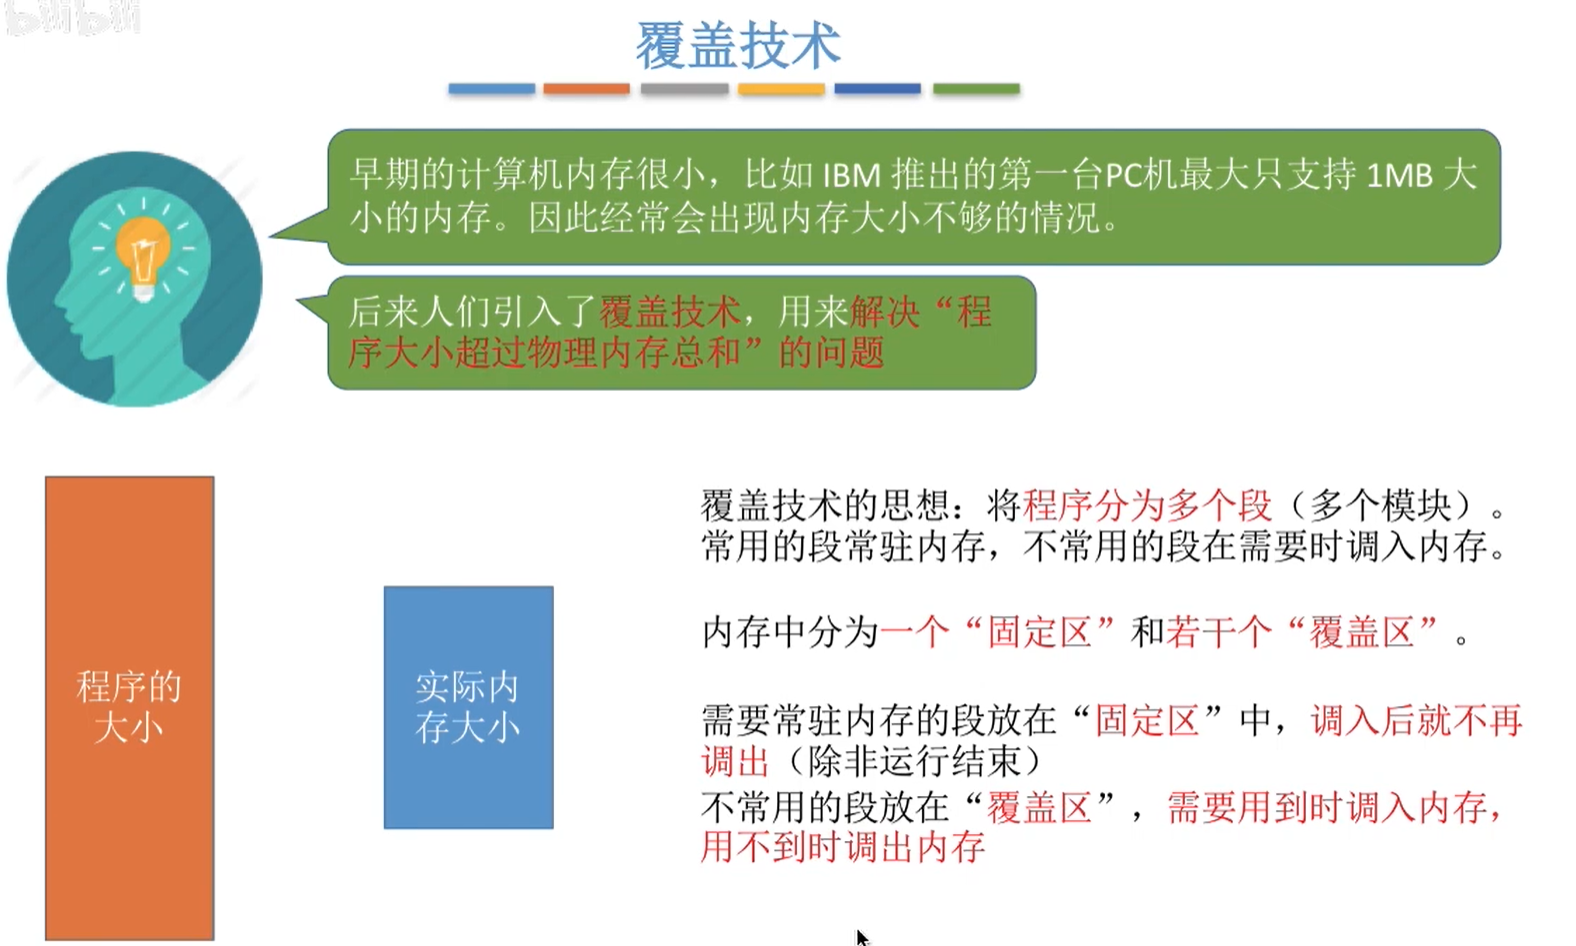 bilibili
覆盖技术
早期的计算机内存很小，比如 IBM 推出的第一台PC机最大只支持 1MB 大
小的内存。因此经常会出现内存大小不够的情况。
后来人们引入了覆盖技术，用来解决“程
序大小超过物理内存总和”的问题
程序的
大小
实际内
存大小
覆盖技术的思想：将程序分为多个段（多个模块）。
常用的段常驻内存，不常用的段在需要时调入内存。
内存中分为一个“固定区”和若干个“覆盖区”。
需要常驻内存的段放在“固定区”中，调入后就不再
调出（除非运行结束）
不常用的段放在“覆盖区”，需要用到时调入内存，
用不到时调出内存